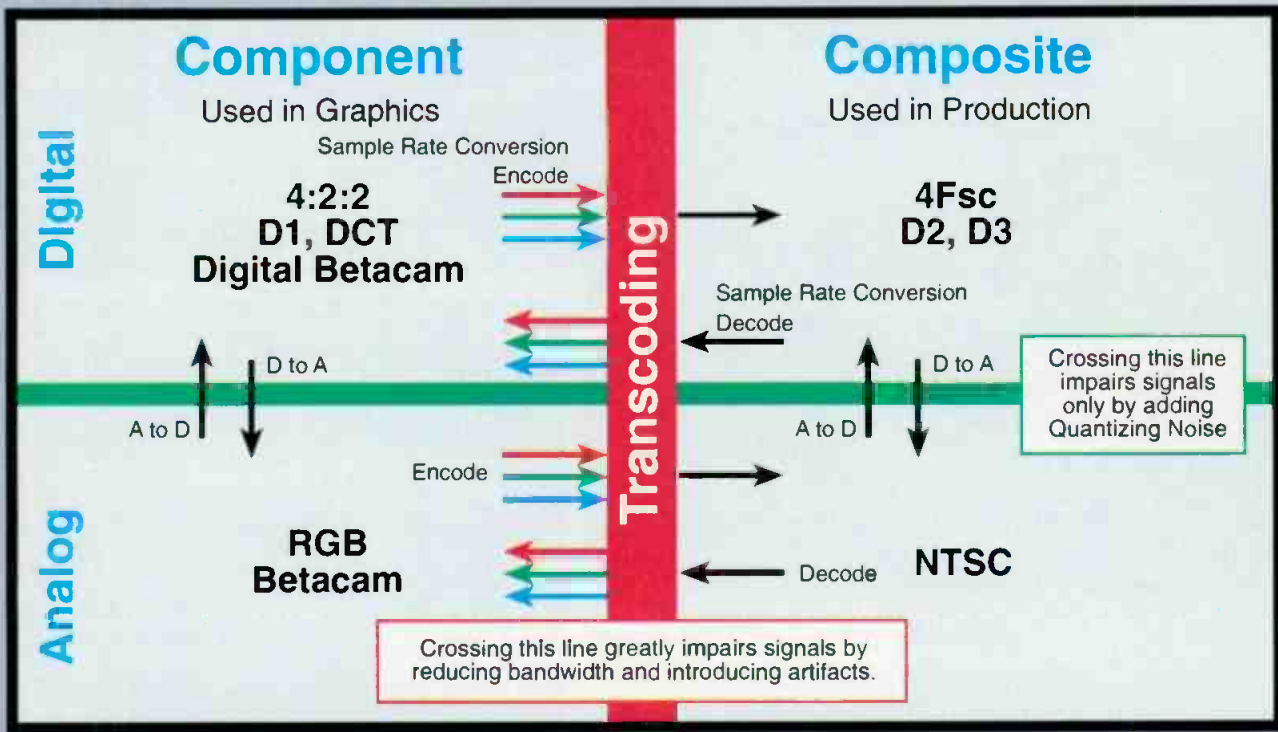 Component
Used in Graphics
Composite
Used in Production
Digital
Sample Rate Conversion
Encode
4:2:2
D1, DCT
Digital Betacam
4Fsc
D2, D3
Transcoding
Sample Rate Conversion
Decode
D to A
A to D
D to A
A to D
Crossing this line
impairs signals
only by adding
Quantizing Noise
Analog
Encode
RGB
Betacam
Decode
NTSC
Crossing this line greatly impairs signals by
reducing bandwidth and introducing artifacts.